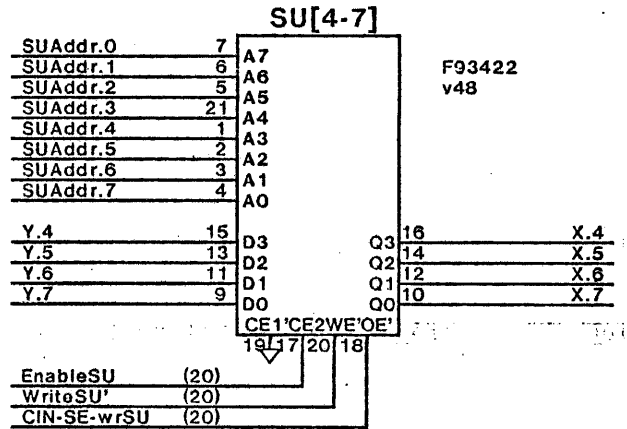 SU[4-7]
F93422
v48
SUAddr.0 7 A7
SUAddr.1 6 A6
SUAddr.2 5 A5
SUAddr.3 21 A4
SUAddr.4 1 A3
SUAddr.5 2 A2
SUAddr.6 3 A1
SUAddr.7 4 A0
Y.4 15 D3 Q3 16 X.4
Y.5 13 D2 Q2 14 X.5
Y.6 11 D1 Q1 12 X.6
Y.7 9 D0 Q0 10 X.7
CE1' CE2 WE' OE'
19 17 20 18
EnableSU (20)
WriteSU' (20)
CIN-SE-wrSU (20)